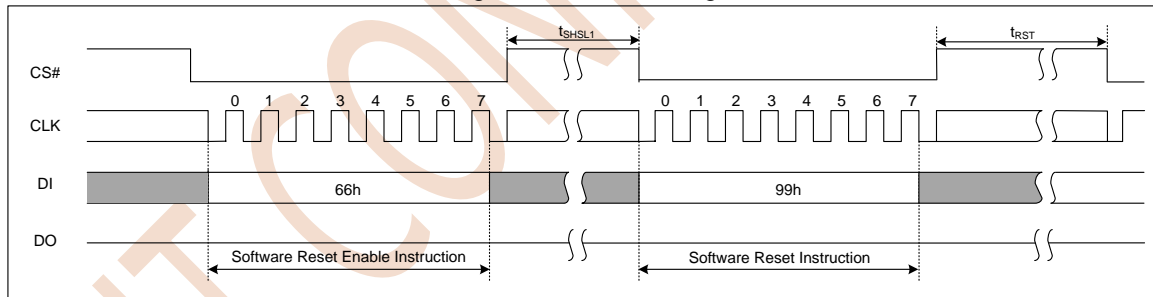 tSHSL1
tRST
CS#
0 1 2 3 4 5 6 7
0 1 2 3 4 5 6 7
CLK
DI
66h
99h
DO
Software Reset Enable Instruction
Software Reset Instruction